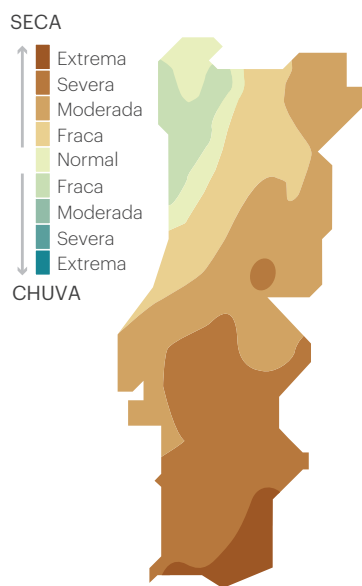 SECA
Extrema
Severa
Moderada
Fraca
Normal
Fraca
Moderada
Severa
Extrema
CHUVA